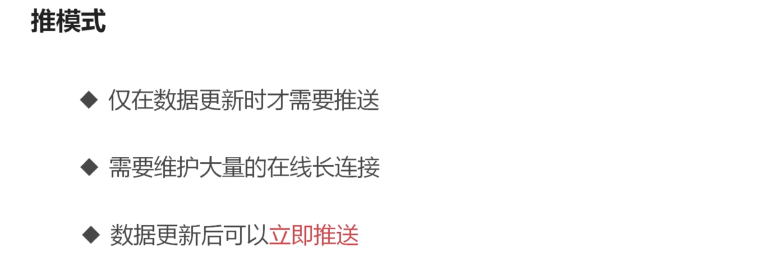 推模式
◆ 仅在数据更新时才需要推送
◆ 需要维护大量的在线长连接
◆ 数据更新后可以立即推送